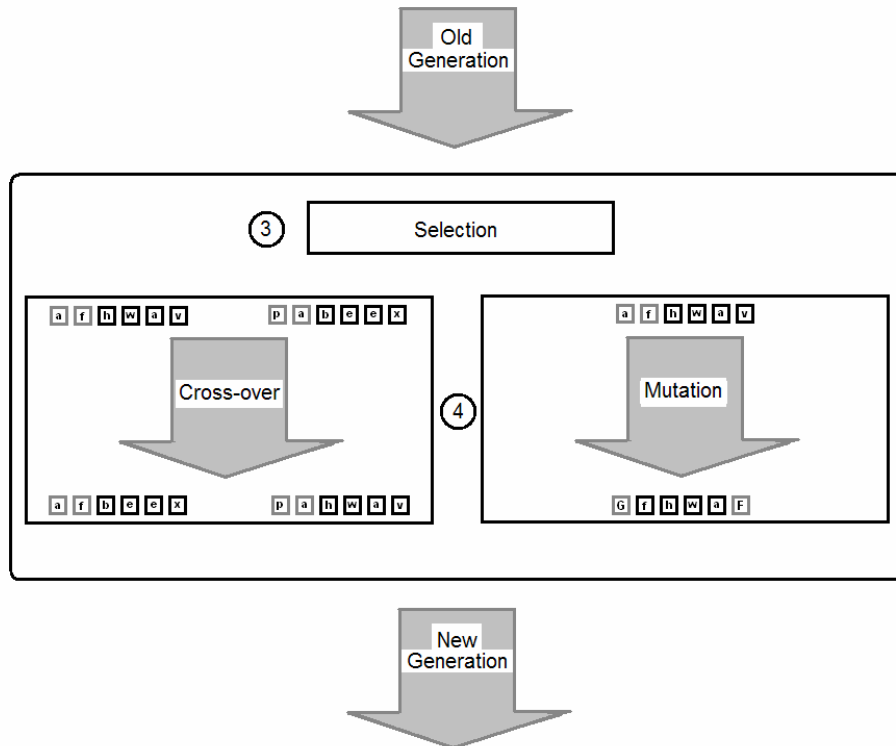 Old
Generation
3
Selection
a f h w a v
p a b e e x
a f h w a v
Cross-over
4
Mutation
a f b e e x
p a h w a v
G f h w a F
New
Generation